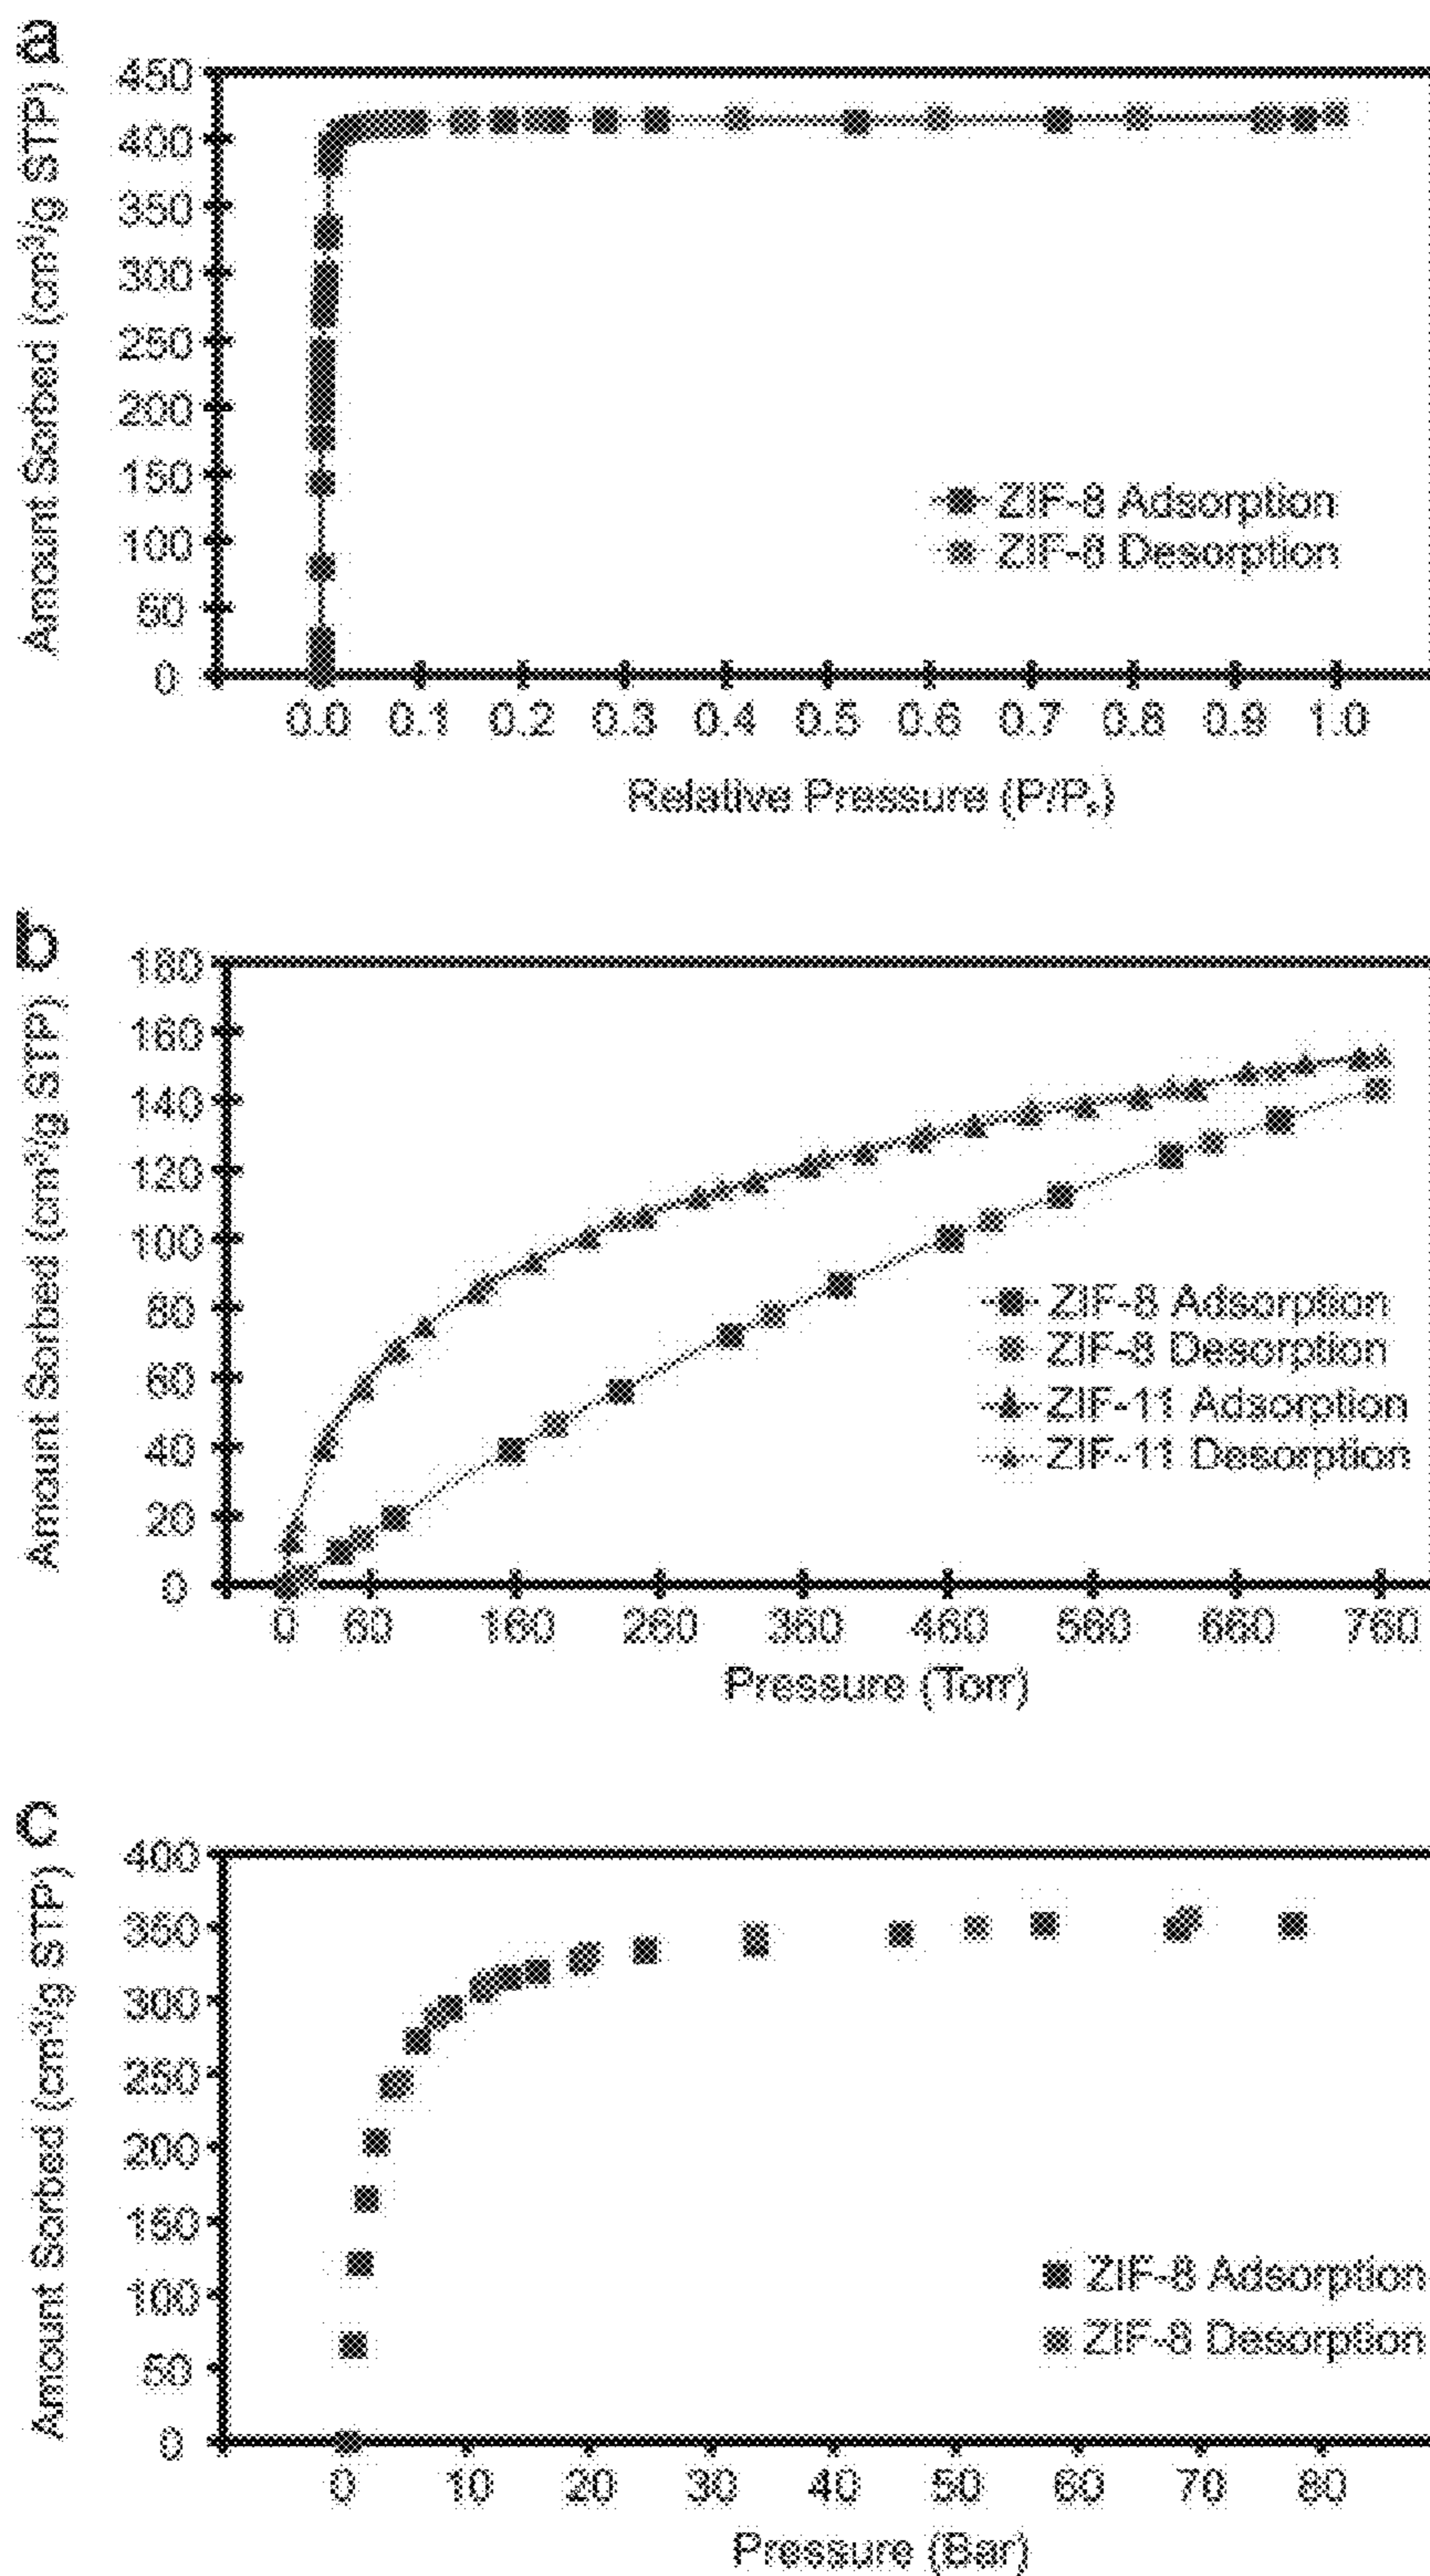 a
Amount Sorbed (cm³/g STP)
450
400
350
300
250
200
150
100
50
0
ZIF-8 Adsorption
ZIF-8 Desorption
0.0 0.1 0.2 0.3 0.4 0.5 0.6 0.7 0.8 0.9 1.0
Relative Pressure (P/P₀)
b
Amount Sorbed (cm³/g STP)
180
160
140
120
100
80
60
40
20
0
ZIF-8 Adsorption
ZIF-8 Desorption
ZIF-11 Adsorption
ZIF-11 Desorption
0 60 160 260 360 460 560 660 760
Pressure (Torr)
c
Amount Sorbed (cm³/g STP)
400
350
300
250
200
150
100
50
0
ZIF-8 Adsorption
ZIF-8 Desorption
0 10 20 30 40 50 60 70 80
Pressure (Bar)